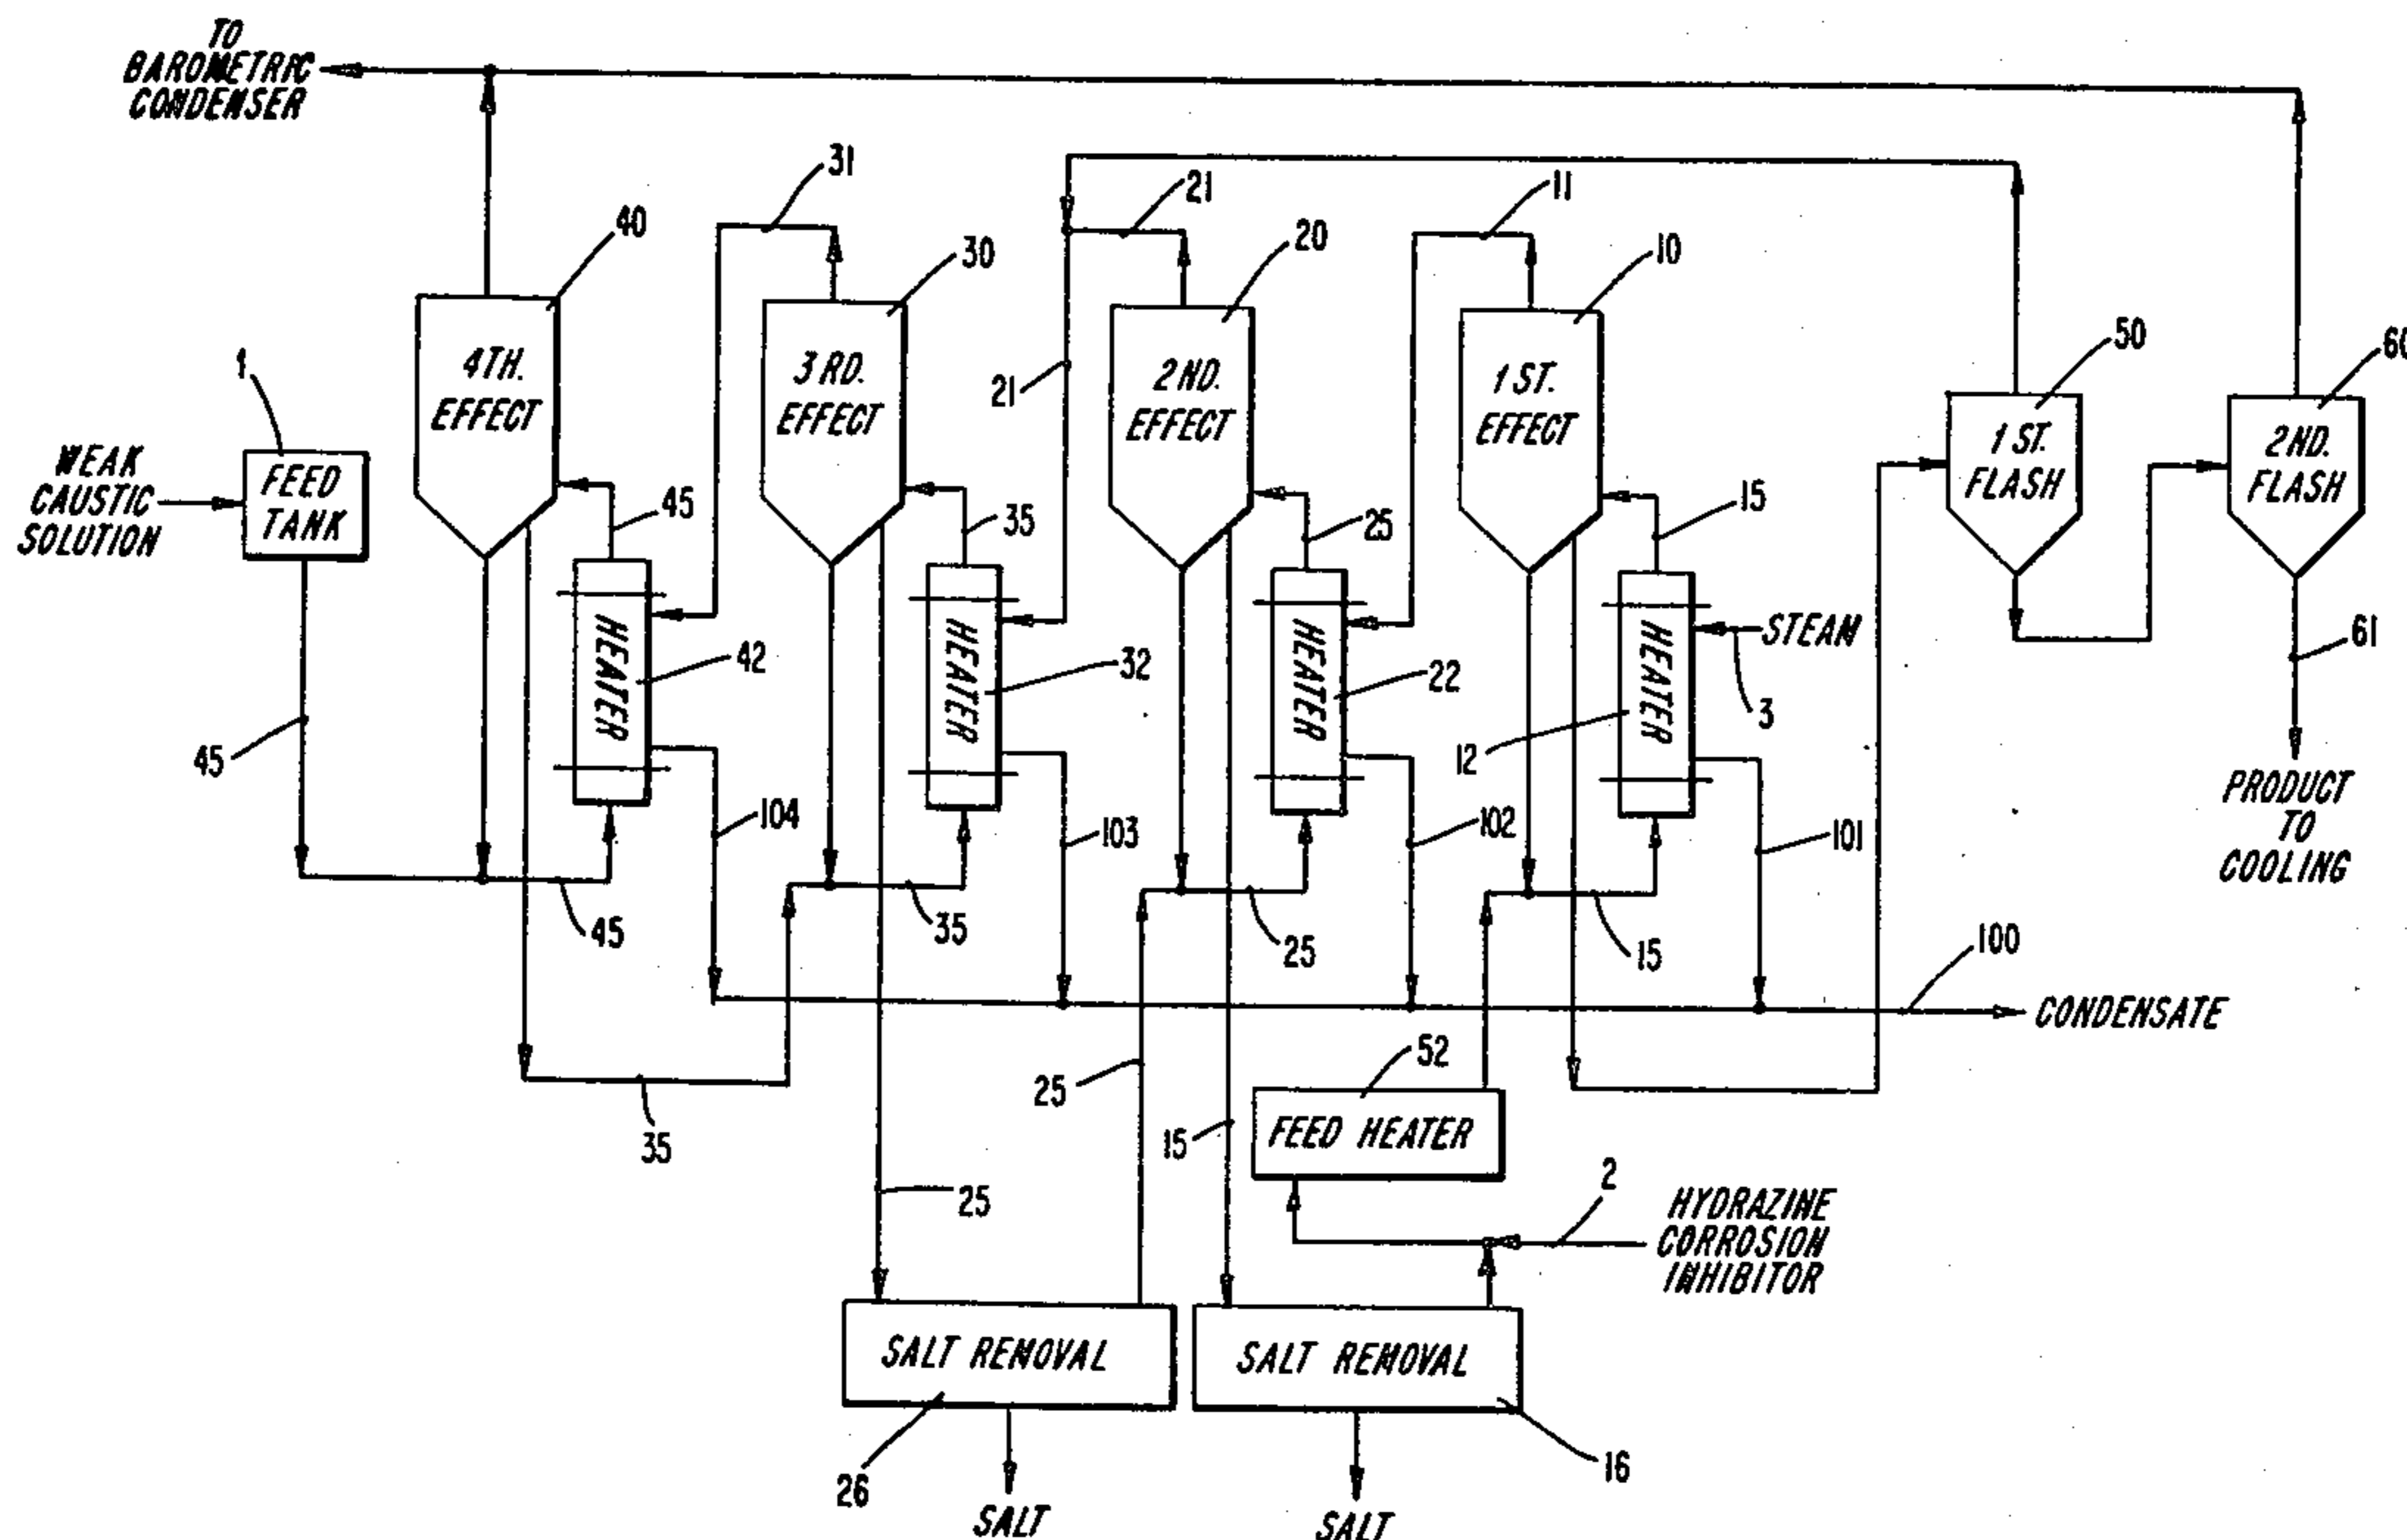 TO
BAROMETRIC
CONDENSER
31
21
11
40
30
20
10
50
60
1
4TH.
EFFECT
3 RD.
EFFECT
2ND.
EFFECT
1 ST.
EFFECT
21
1 ST.
FLASH
2ND.
FLASH
WEAK
CAUSTIC
SOLUTION
FEED
TANK
45
35
25
15
HEATER
HEATER
HEATER
HEATER
STEAM
42
32
22
12
3
61
45
104
103
102
101
PRODUCT
TO
COOLING
45
35
25
15
100
CONDENSATE
52
35
25
15
FEED HEATER
25
2
HYDRAZINE
CORROSION
INHIBITOR
SALT REMOVAL
SALT REMOVAL
26
16
SALT
SALT